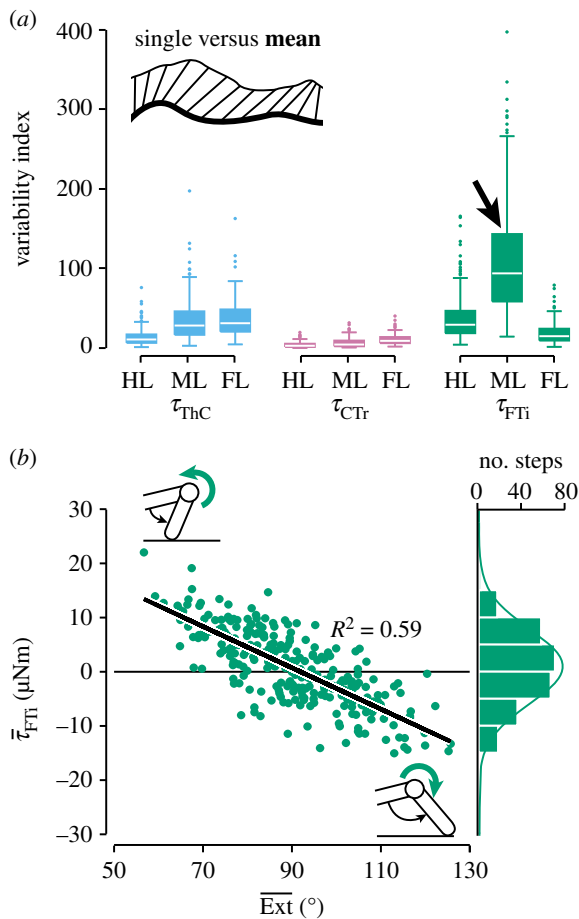 (a)
single versus mean
variability index
400
300
200
100
0
HL ML FL HL ML FL HL ML FL
τThC τCTr τFTi
(b)
no. steps
0 40 80
30
20
10
0
-10
-20
-30
R² = 0.59
τ̄FTi (μNm)
50 70 90 110 130
E̅x̅t̅ (°)